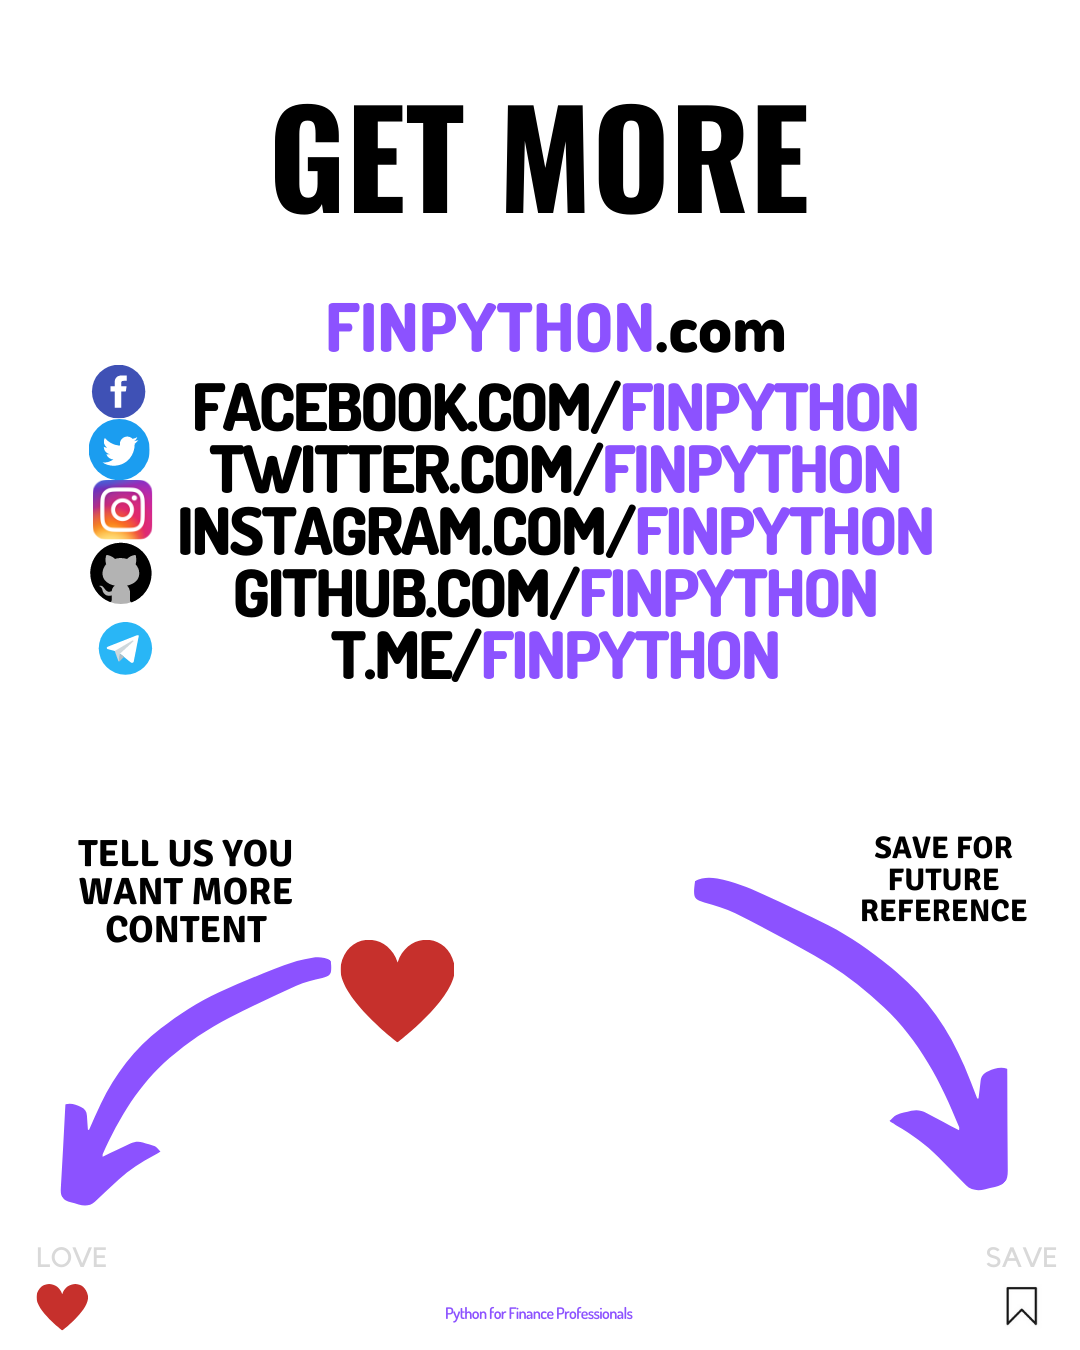 GET MORE
FINPYTHON.com
FACEBOOK.COM/FINPYTHON
TWITTER.COM/FINPYTHON
INSTAGRAM.COM/FINPYTHON
GITHUB.COM/FINPYTHON
T.ME/FINPYTHON
TELL US YOU
WANT MORE
CONTENT
SAVE FOR
FUTURE
REFERENCE
LOVE
SAVE
Python for Finance Professionals